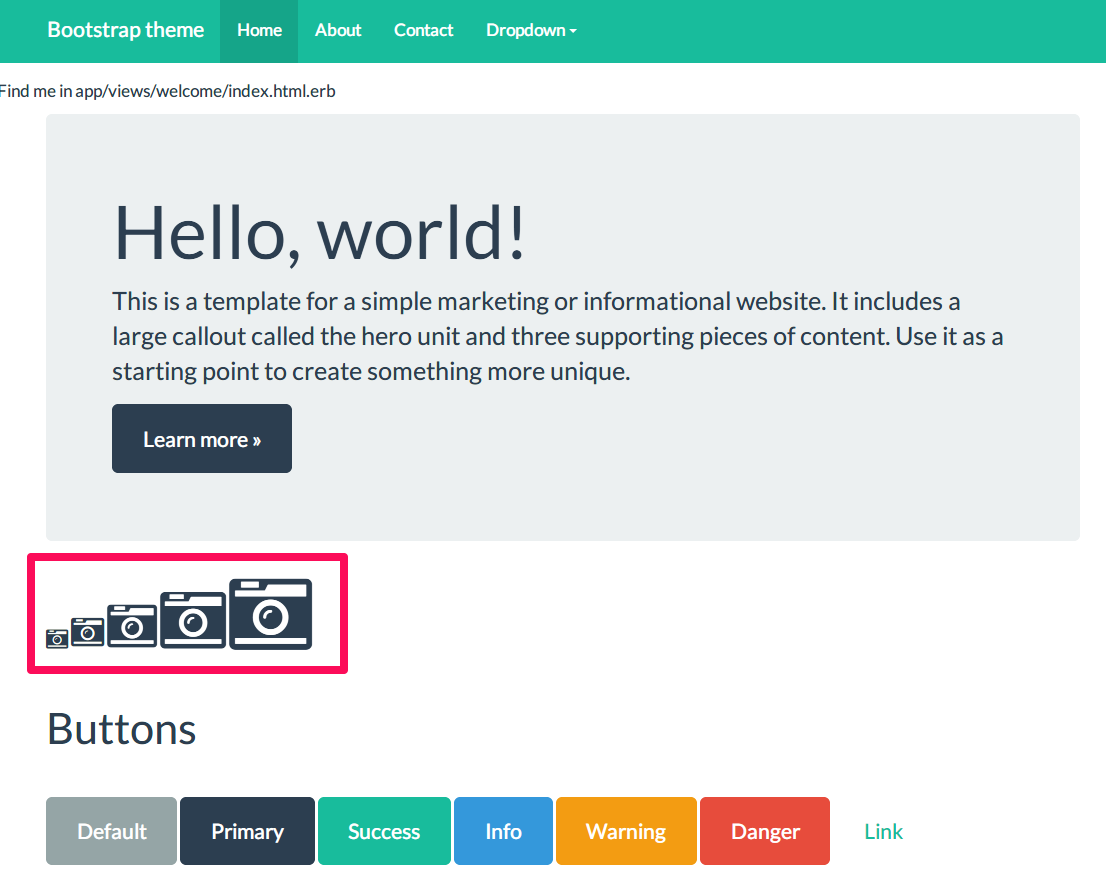 Bootstrap theme Home About Contact Dropdown
Find me in app/views/welcome/index.html.erb
Hello, world!
This is a template for a simple marketing or informational website. It includes a
large callout called the hero unit and three supporting pieces of content. Use it as a
starting point to create something more unique.
Learn more »
Buttons
Default Primary Success Info Warning Danger Link